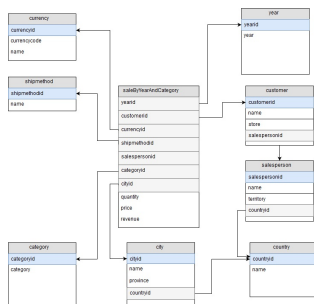 currency
currencyid
currencycode
name
year
yearid
year
shipmethod
shipmethodid
name
saleByYearAndCategory
yearid
customerid
currencyid
shipmethodid
salespersonid
categoryid
cityid
quantity
price
revenue
customer
customerid
name
store
salespersonid
salesperson
salespersonid
name
territory
countryid
category
categoryid
category
city
cityid
name
province
countryid
country
countryid
name